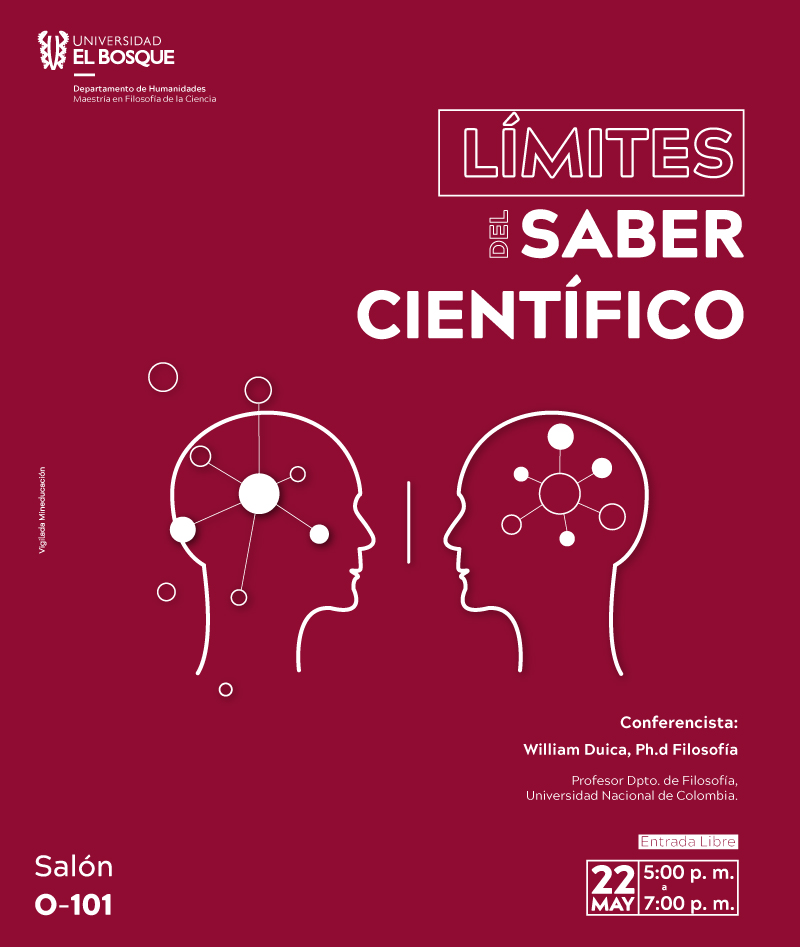 UNIVERSIDAD
EL BOSQUE
Departamento de Humanidades
Maestría en Filosofía de la Ciencia
LÍMITES
DEL SABER
CIENTÍFICO
Vigilada Mineducación
Conferencista:
William Duica, Ph.d Filosofía
Profesor Dpto. de Filosofía,
Universidad Nacional de Colombia.
Entrada Libre
22 MAY
5:00 p. m.
a
7:00 p. m.
Salón
O-101